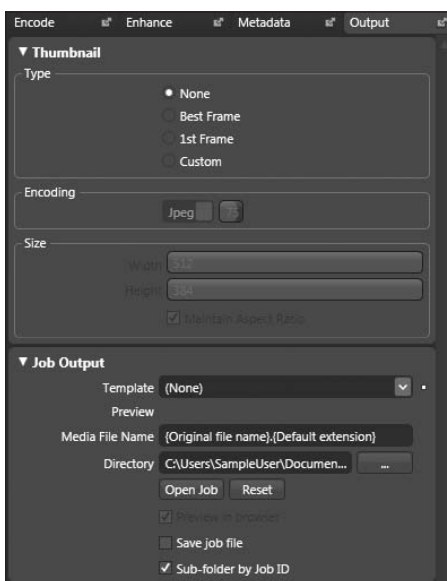 Encode Enhance Metadata Output
Thumbnail
Type
None
Best Frame
1st Frame
Custom
Encoding
Jpeg 75
Size
Width 512
Height 384
Maintain Aspect Ratio
Job Output
Template (None)
Preview
Media File Name {Original file name}.{Default extension}
Directory C:\Users\SampleUser\Documen... ...
Open Job Reset
Preview in browser
Save job file
Sub-folder by Job ID